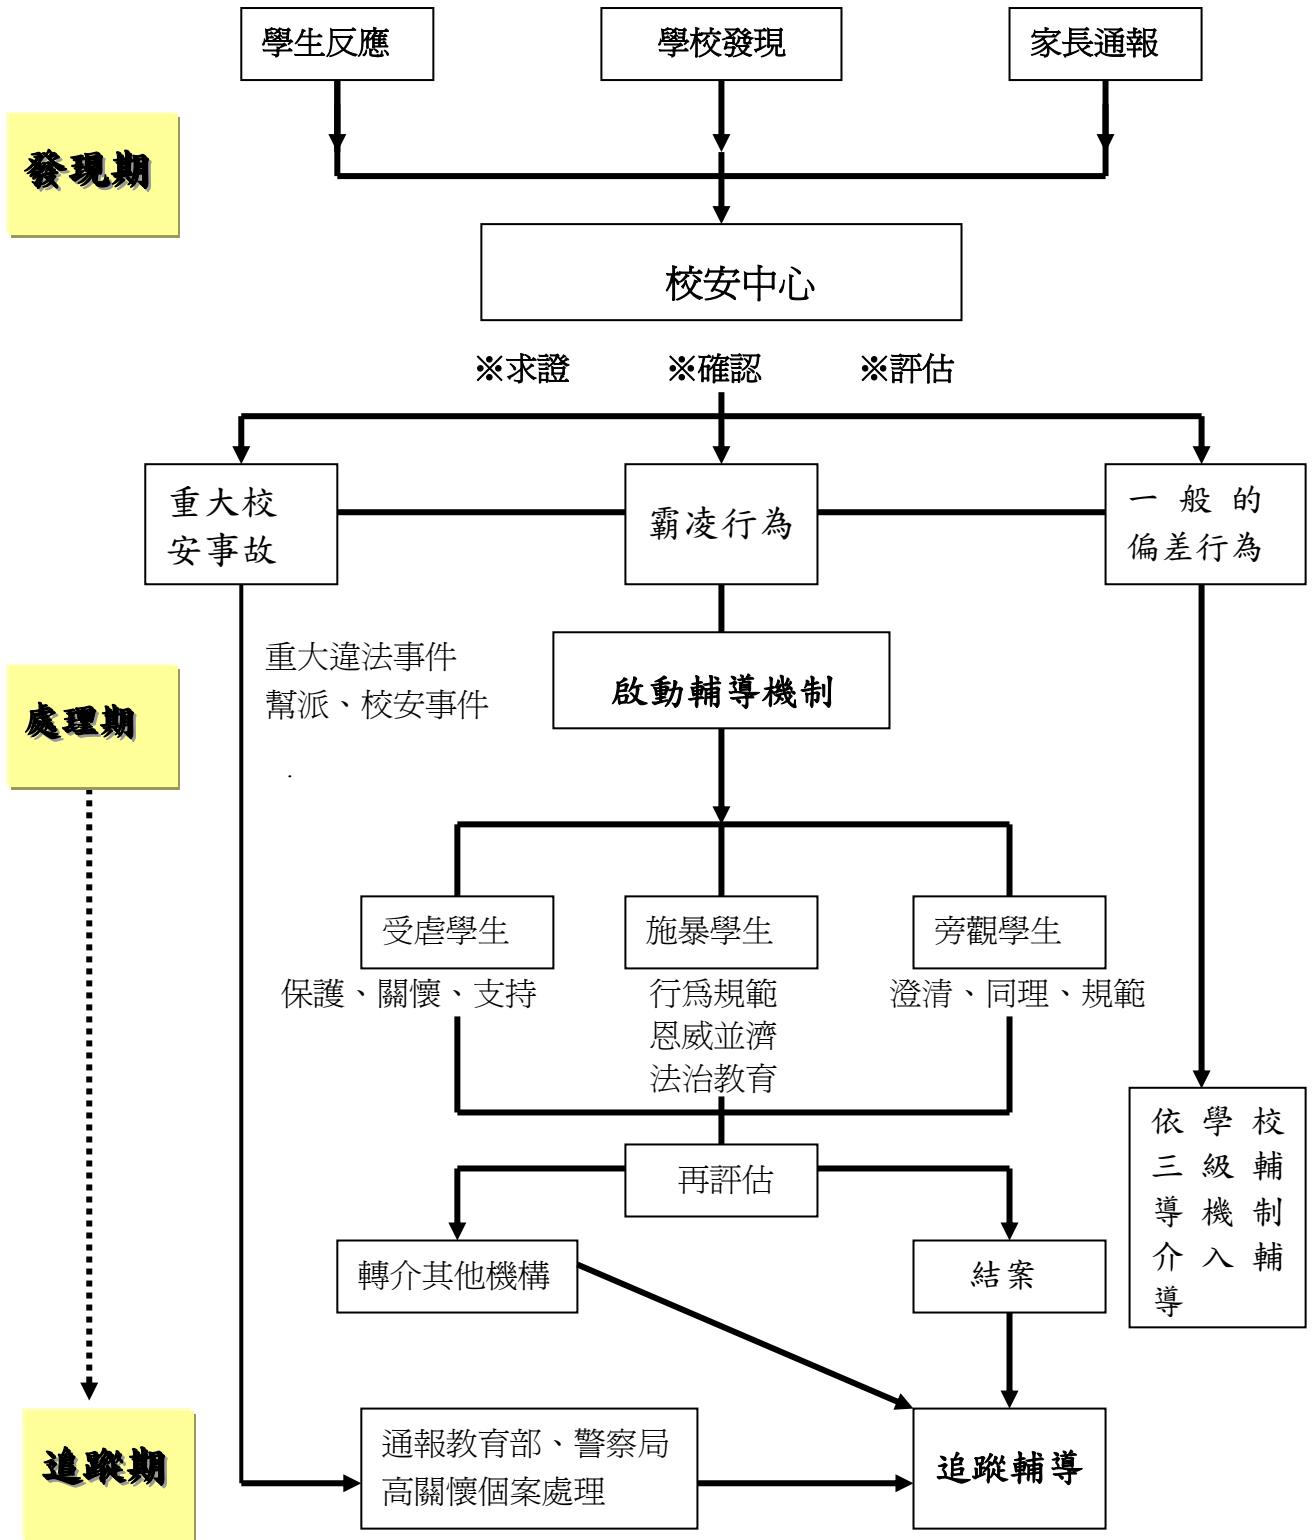 學生反應
學校發現
家長通報
發現期
校安中心
※求證 ※確認 ※評估
重大校
安事故
霸凌行為
一般的
偏差行為
重大違法事件
幫派、校安事件
處理期
啟動輔導機制
受虐學生
施暴學生
旁觀學生
保護、關懷、支持
行為規範
恩威並濟
法治教育
澄清、同理、規範
依學校
三級輔
導機制
介入輔
導
再評估
轉介其他機構
結案
追蹤期
通報教育部、警察局
高關懷個案處理
追蹤輔導